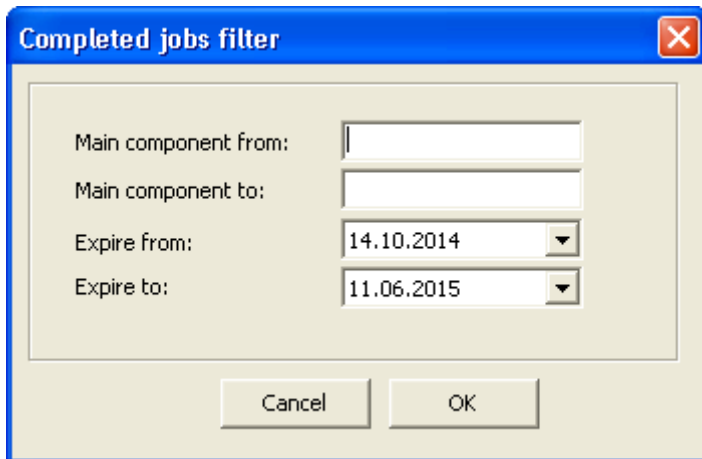 Completed jobs filter
Main component from:
Main component to:
Expire from: 14.10.2014
Expire to: 11.06.2015
Cancel OK